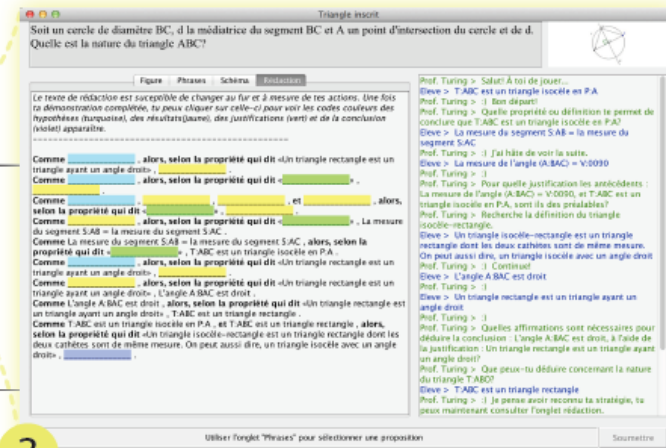 Triangle inscrit
Soit un cercle de diamètre BC, d la médiatrice du segment BC et A un point d'intersection du cercle et de d.
Quelle est la nature du triangle ABC?
Figure Phrases Schéma Rédaction
Le texte de rédaction est suceptible de changer au fur et à mesure de tes actions. Une fois
ta démonstration complétée, tu peux cliquer sur celle-ci pour voir les codes couleurs des
hypothèses (turquoise), des résultats(jaune), des justifications (vert) et de la conclusion
(violet) apparaître.
Comme , alors, selon la propriété qui dit «Un triangle rectangle est un
triangle ayant un angle droit» , .
Comme , alors, selon la propriété qui dit « » ,
.
Comme , , et , alors,
selon la propriété qui dit « » , .
Comme , alors, selon la propriété qui dit « » , La mesure
du segment S:AB = la mesure du segment S:AC .
Comme La mesure du segment S:AB = la mesure du segment S:AC , alors, selon la
propriété qui dit « » , T:ABC est un triangle isocèle en P:A .
Comme , alors, selon la propriété qui dit «Un triangle rectangle est un
triangle ayant un angle droit» , .
Comme , alors, selon la propriété qui dit «Un triangle rectangle est un
triangle ayant un angle droit» , L'angle A:BAC est droit .
Comme L'angle A:BAC est droit , alors, selon la propriété qui dit «Un triangle rectangle est
un triangle ayant un angle droit» , T:ABC est un triangle rectangle .
Comme T:ABC est un triangle isocèle en P:A , et T:ABC est un triangle rectangle , alors,
selon la propriété qui dit «Un triangle isocèle-rectangle est un triangle rectangle dont les
deux cathètes sont de même mesure. On peut aussi dire, un triangle isocèle avec un angle
droit» , .
Prof. Turing > Salut! À toi de jouer...
Eleve > T:ABC est un triangle isocèle en P:A
Prof. Turing > :) Bon départ!
Prof. Turing > Quelle propriété ou définition te permet de
conclure que T:ABC est un triangle isocèle en P:A?
Eleve > La mesure du segment S:AB = la mesure du
segment S:AC
Prof. Turing > :) J'ai hâte de voir la suite.
Eleve > La mesure de l'angle (A:BAC) = V:0090
Prof. Turing > :)
Prof. Turing > Pour quelle justification les antécédents :
La mesure de l'angle (A:BAC) = V:0090, et T:ABC est un
triangle isocèle en P:A, sont ils des préalables?
Prof. Turing > Recherche la définition du triangle
isocèle-rectangle.
Eleve > Un triangle isocèle-rectangle est un triangle
rectangle dont les deux cathètes sont de même mesure.
On peut aussi dire, un triangle isocèle avec un angle droit
Prof. Turing > :) Continue!
Eleve > L'angle A:BAC est droit
Prof. Turing > :)
Eleve > Un triangle rectangle est un triangle ayant un
angle droit
Prof. Turing > :)
Prof. Turing > Quelles affirmations sont nécessaires pour
déduire la conclusion : L'angle A:BAC est droit, à l'aide de
la justification : Un triangle rectangle est un triangle ayant
un angle droit?
Prof. Turing > Que peux-tu déduire concernant la nature
du triangle T:ABC?
Eleve > T:ABC est un triangle rectangle
Prof. Turing > :) Je pense avoir reconnu ta stratégie, tu
peux maintenant consulter l'onglet rédaction.
Utiliser l'onglet "Phrases" pour sélectionner une proposition
Soumettre